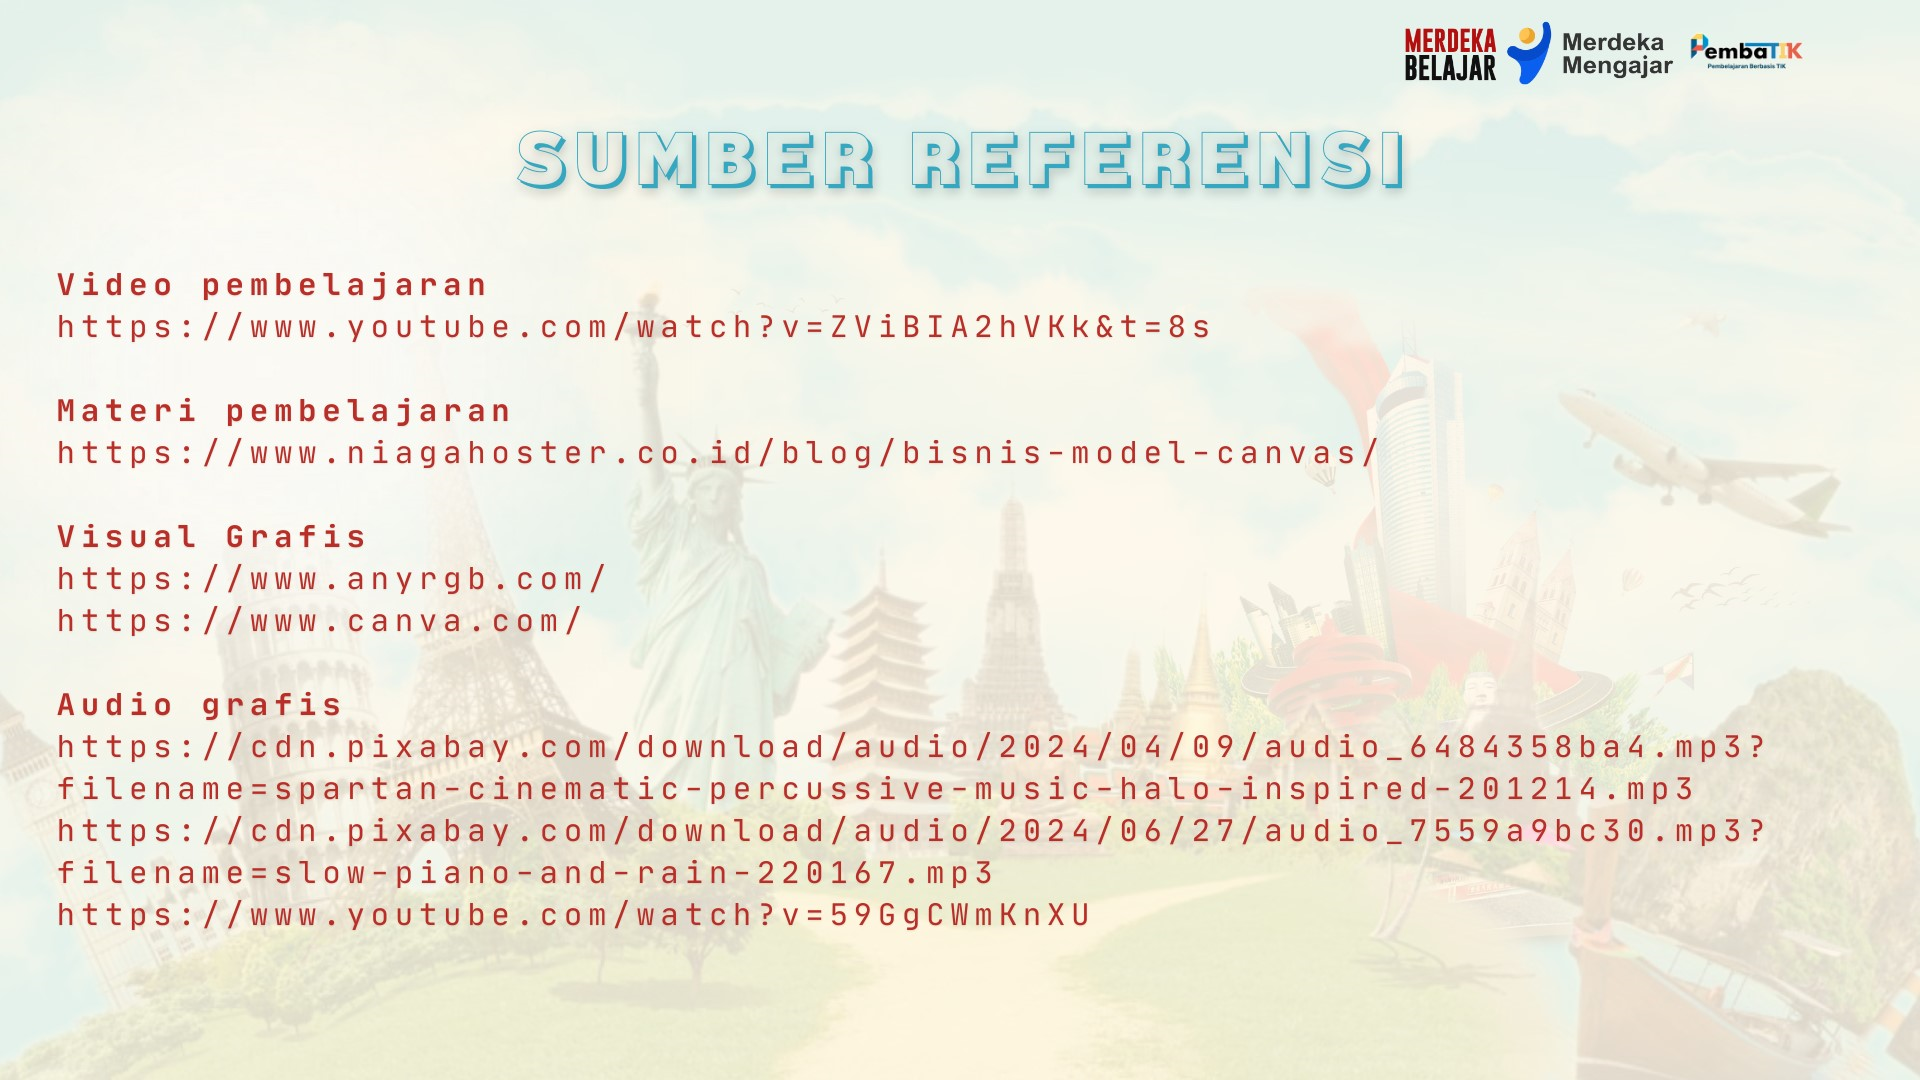 MERDEKA
BELAJAR
Merdeka
Mengajar
PembaTIK
Pembelajaran Berbasis TIK
SUMBER REFERENSI
Video pembelajaran
https://www.youtube.com/watch?v=ZViBIA2hVKk&t=8s
Materi pembelajaran
https://www.niagahoster.co.id/blog/bisnis-model-canvas/
Visual Grafis
https://www.anyrgb.com/
https://www.canva.com/
Audio grafis
https://cdn.pixabay.com/download/audio/2024/04/09/audio_6484358ba4.mp3?
filename=spartan-cinematic-percussive-music-halo-inspired-201214.mp3
https://cdn.pixabay.com/download/audio/2024/06/27/audio_7559a9bc30.mp3?
filename=slow-piano-and-rain-220167.mp3
https://www.youtube.com/watch?v=59GgCWmKnXU